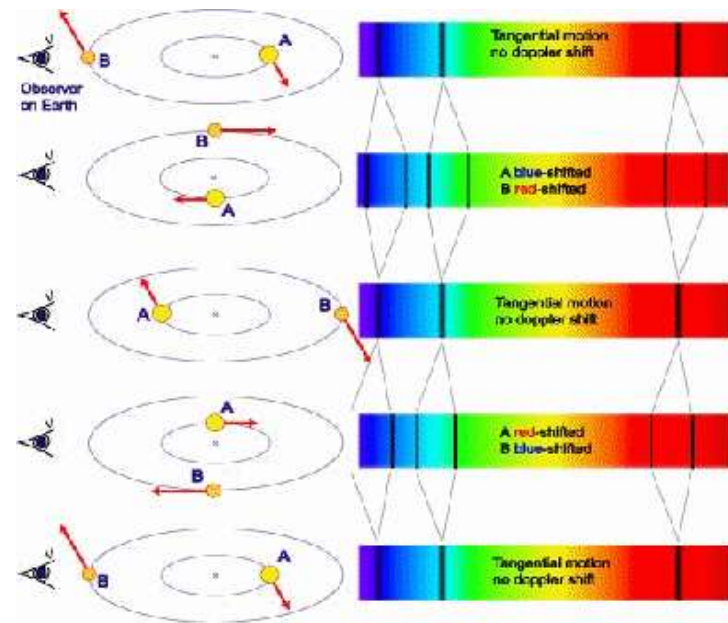 A
B
Observer
on Earth
Tangential motion
no doppler shift
B
A
A blue-shifted
B red-shifted
A
B
Tangential motion
no doppler shift
A
B
A red-shifted
B blue-shifted
A
B
Tangential motion
no doppler shift